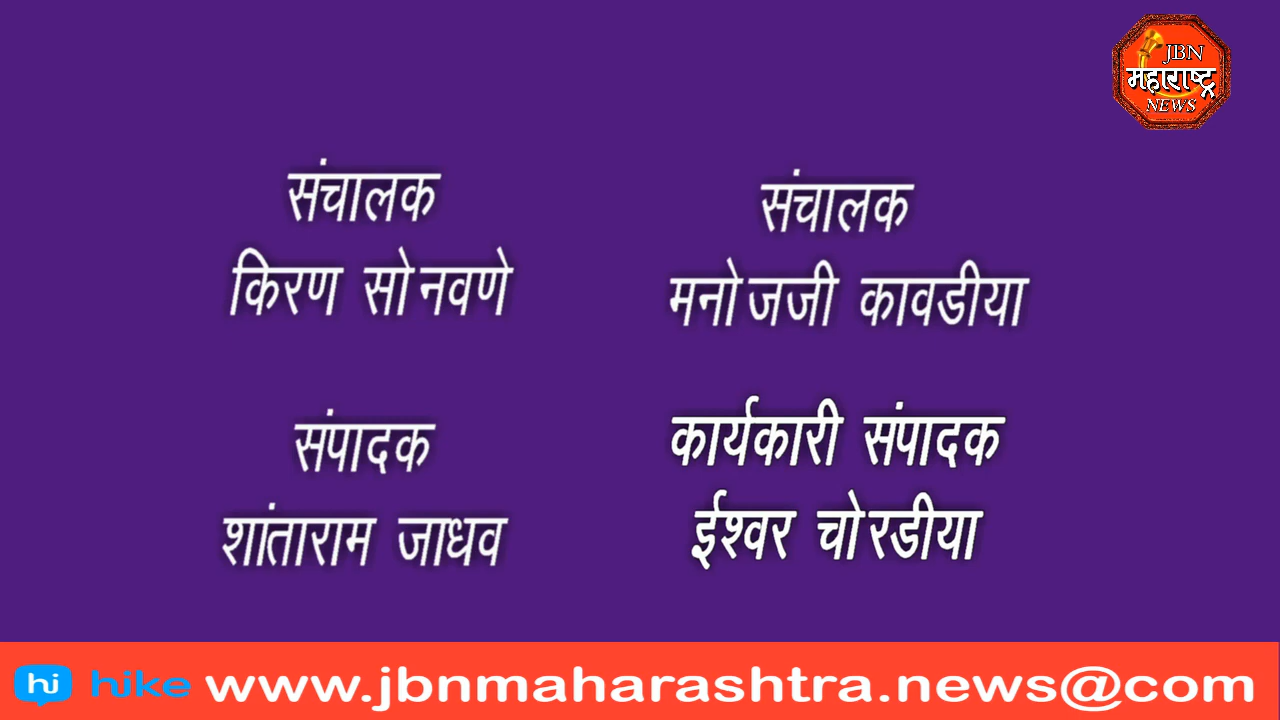 JBN
महाराष्ट्र
NEWS
संचालक
किरण सोनवणे
संचालक
मनोजजी कावडीया
संपादक
शांताराम जाधव
कार्यकारी संपादक
ईश्वर चोरडीया
hi hike www.jbnmaharashtra.news@com